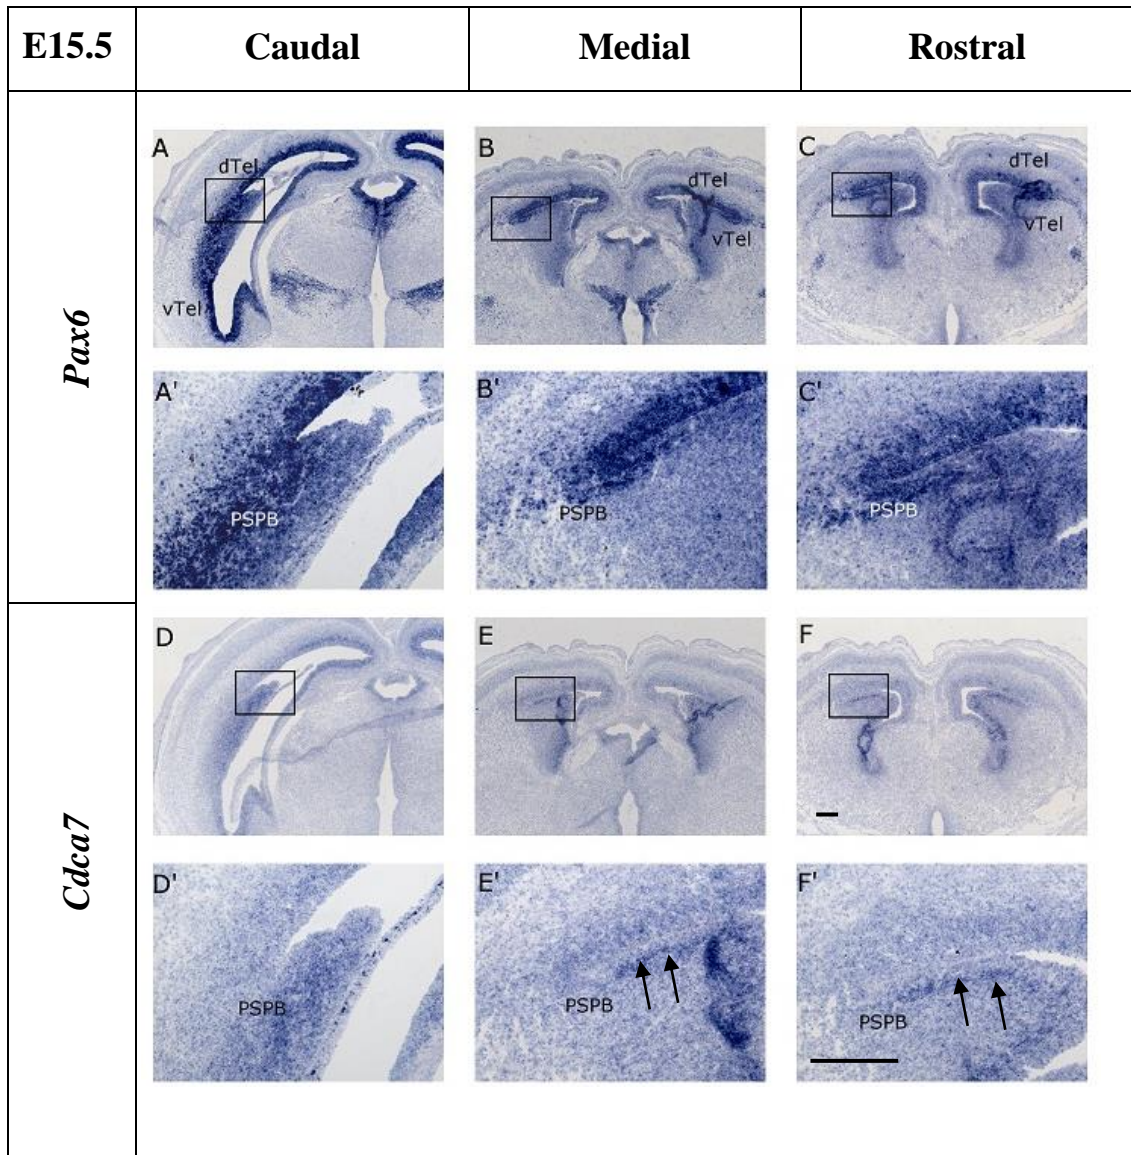 E15.5 Caudal Medial Rostral
Pax6
A dTel vTel
B dTel vTel
C dTel vTel
A' PSPB
B' PSPB
C' PSPB
Cdca7
D
E
F
D' PSPB
E' PSPB
F' PSPB